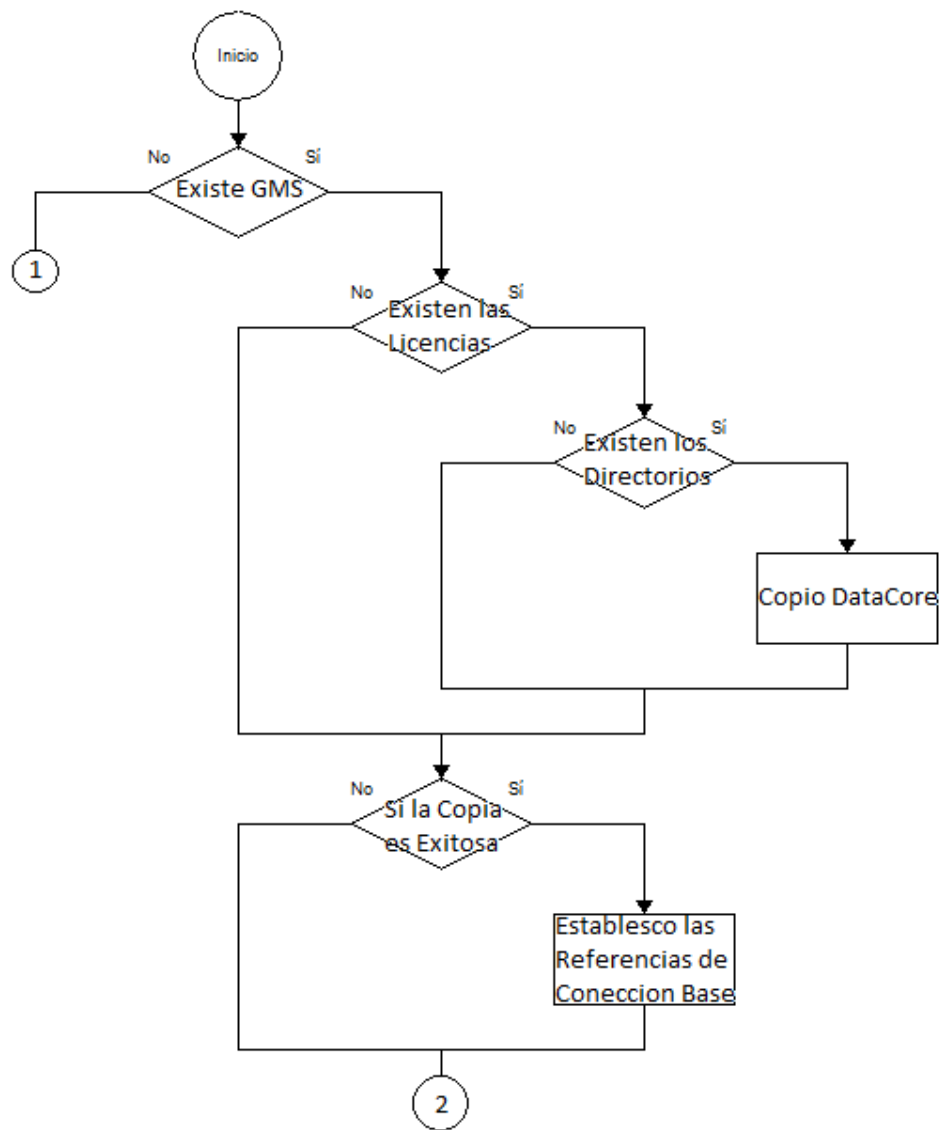 Inicio
No
Sí
Existe GMS
1
No
Sí
Existen las
Licencias
No
Sí
Existen los
Directorios
Copio DataCore
No
Sí
Si la Copia
es Exitosa
Establesco las
Referencias de
Coneccion Base
2